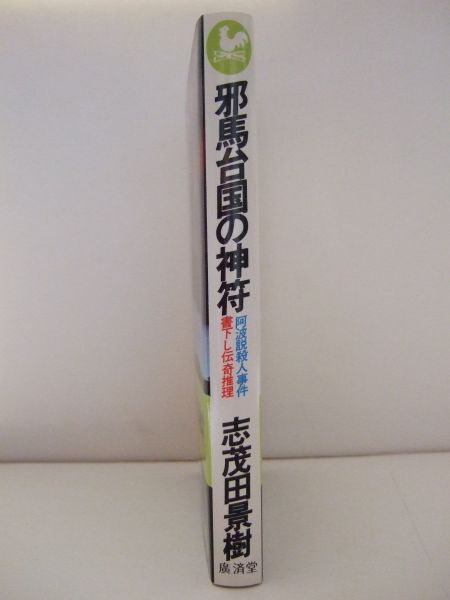 邪馬台国の神符
阿波説殺人事件
書下し伝奇推理
志茂田景樹
廣済堂